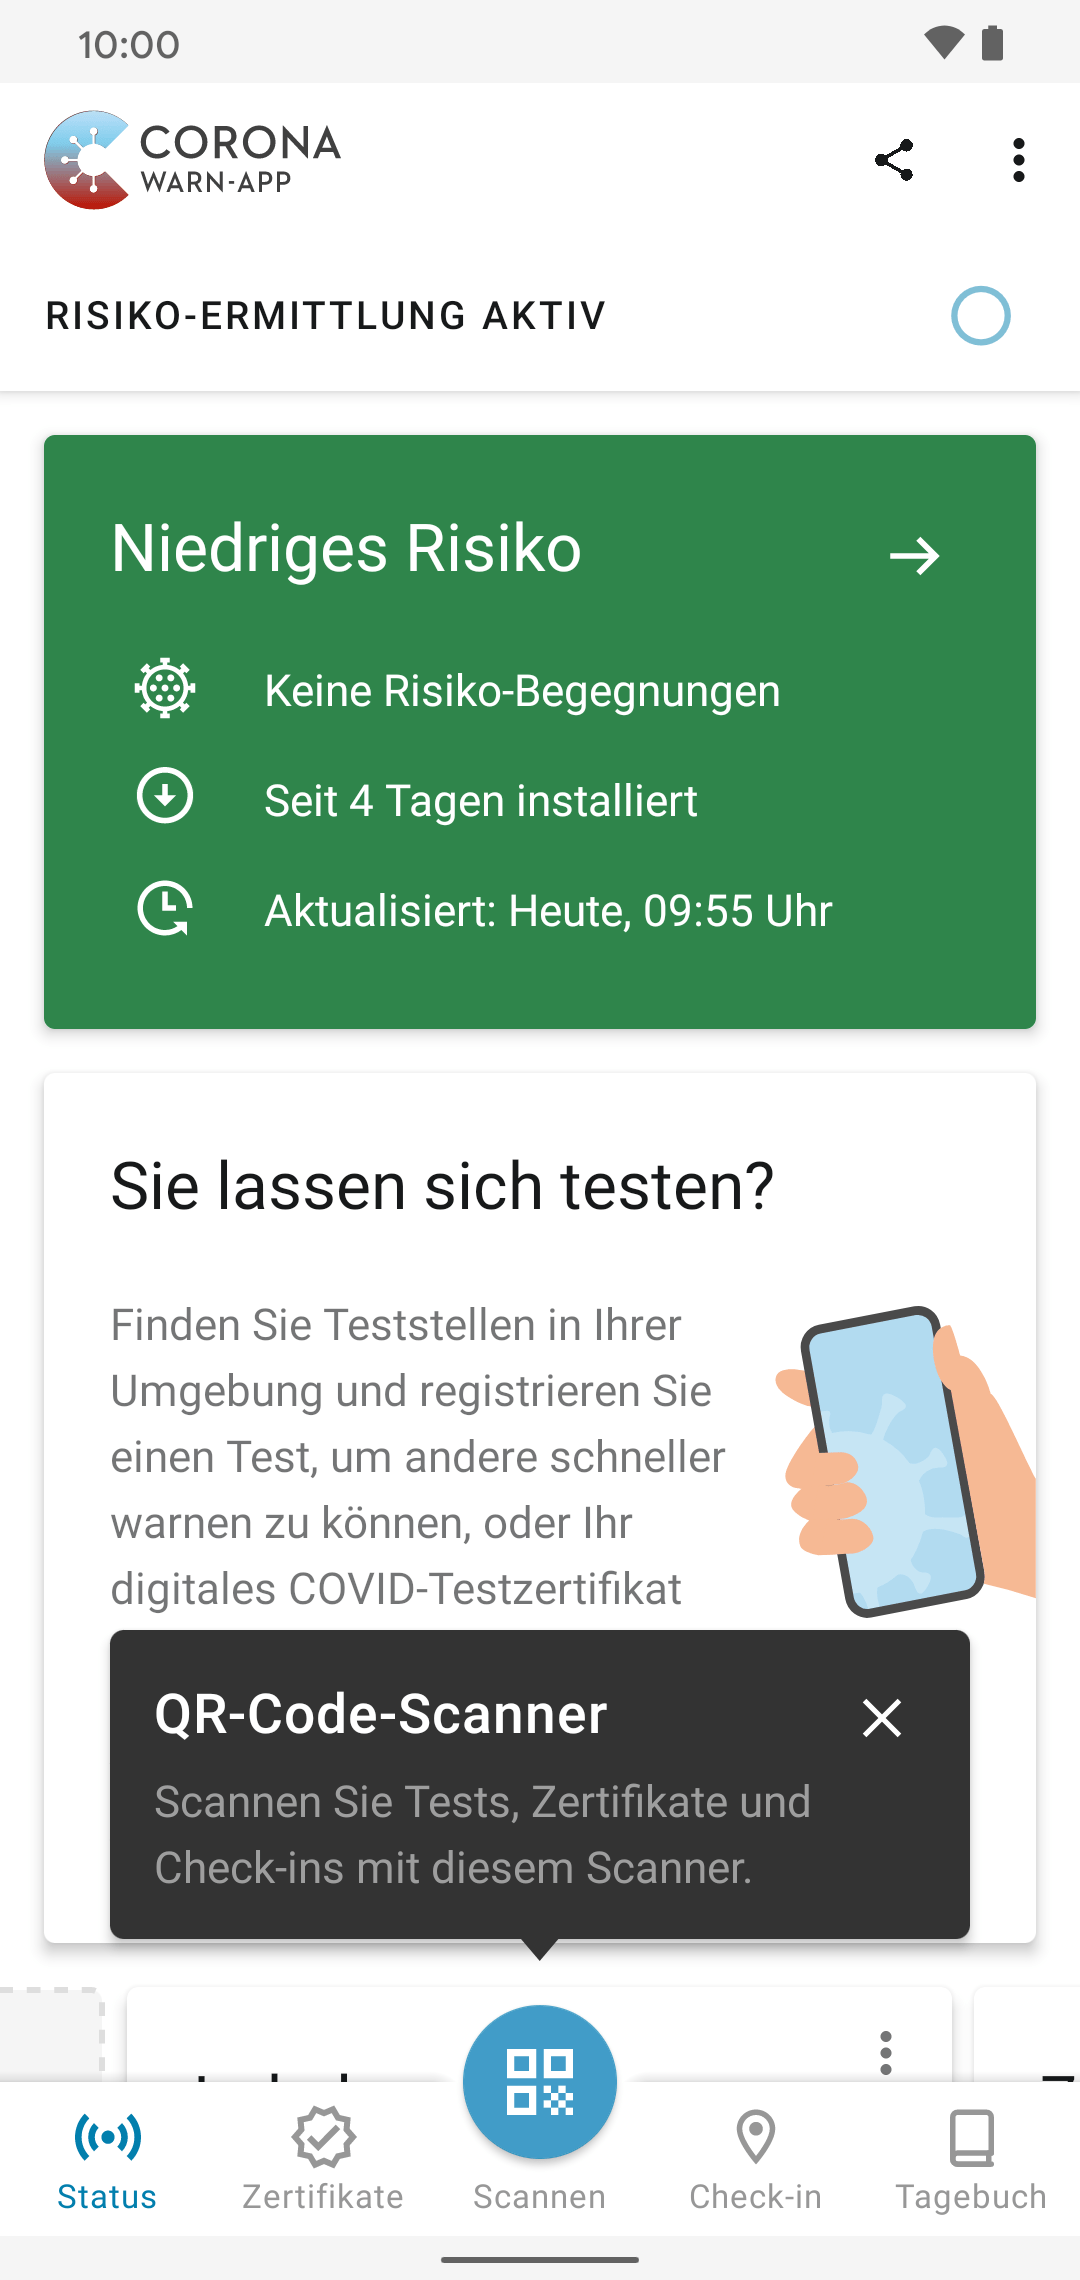 10:00
CORONA
WARN-APP
RISIKO-ERMITTLUNG AKTIV
Niedriges Risiko
Keine Risiko-Begegnungen
Seit 4 Tagen installiert
Aktualisiert: Heute, 09:55 Uhr
Sie lassen sich testen?
Finden Sie Teststellen in Ihrer
Umgebung und registrieren Sie
einen Test, um andere schneller
warnen zu können, oder Ihr
digitales COVID-Testzertifikat
QR-Code-Scanner
Scannen Sie Tests, Zertifikate und
Check-ins mit diesem Scanner.
Status
Zertifikate
Scannen
Check-in
Tagebuch